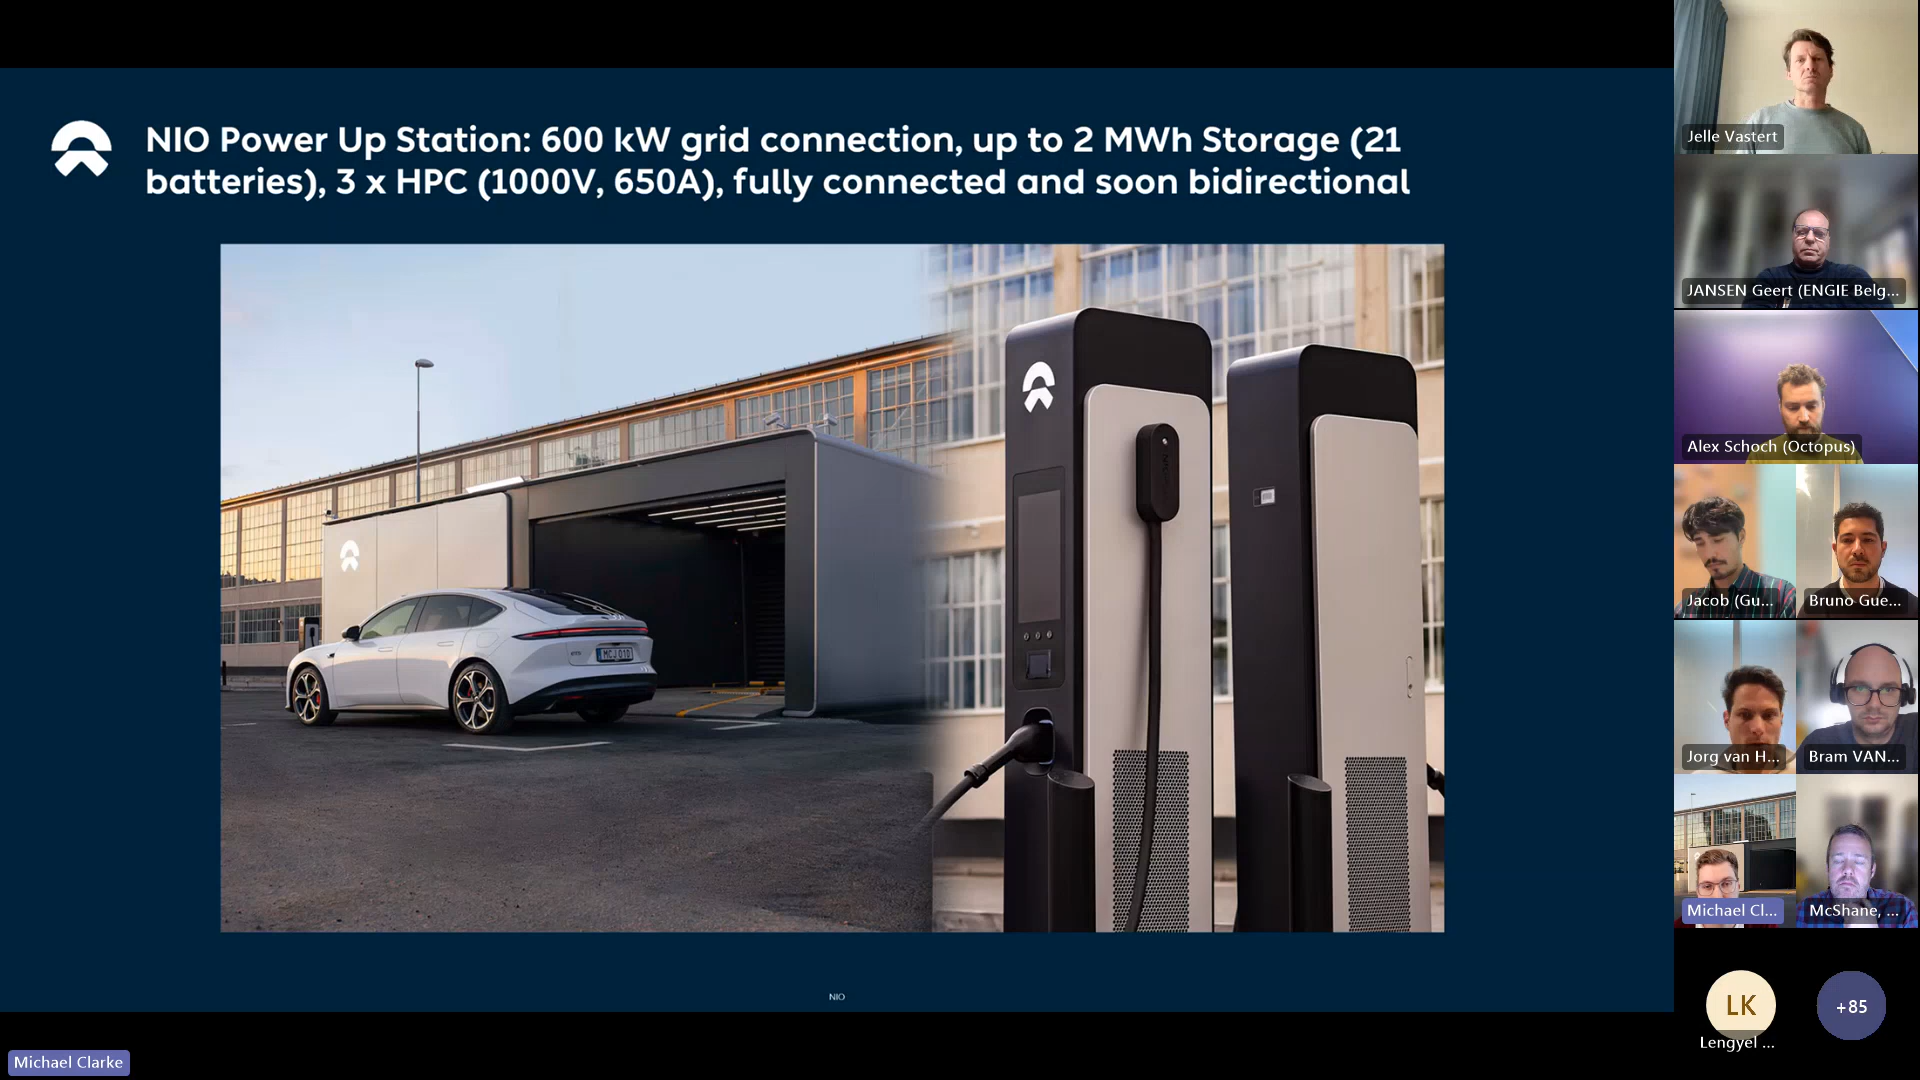 NIO Power Up Station: 600 kW grid connection, up to 2 MWh Storage (21
batteries), 3 x HPC (1000V, 650A), fully connected and soon bidirectional
MCJ 01D
NIO
Michael Clarke
Jelle Vastert
JANSEN Geert (ENGIE Belg...
Alex Schoch (Octopus)
Jacob (Gu...
Bruno Gue...
Jorg van H...
Bram VAN...
Michael Cl...
McShane, ...
LK
Lengyel ...
+85